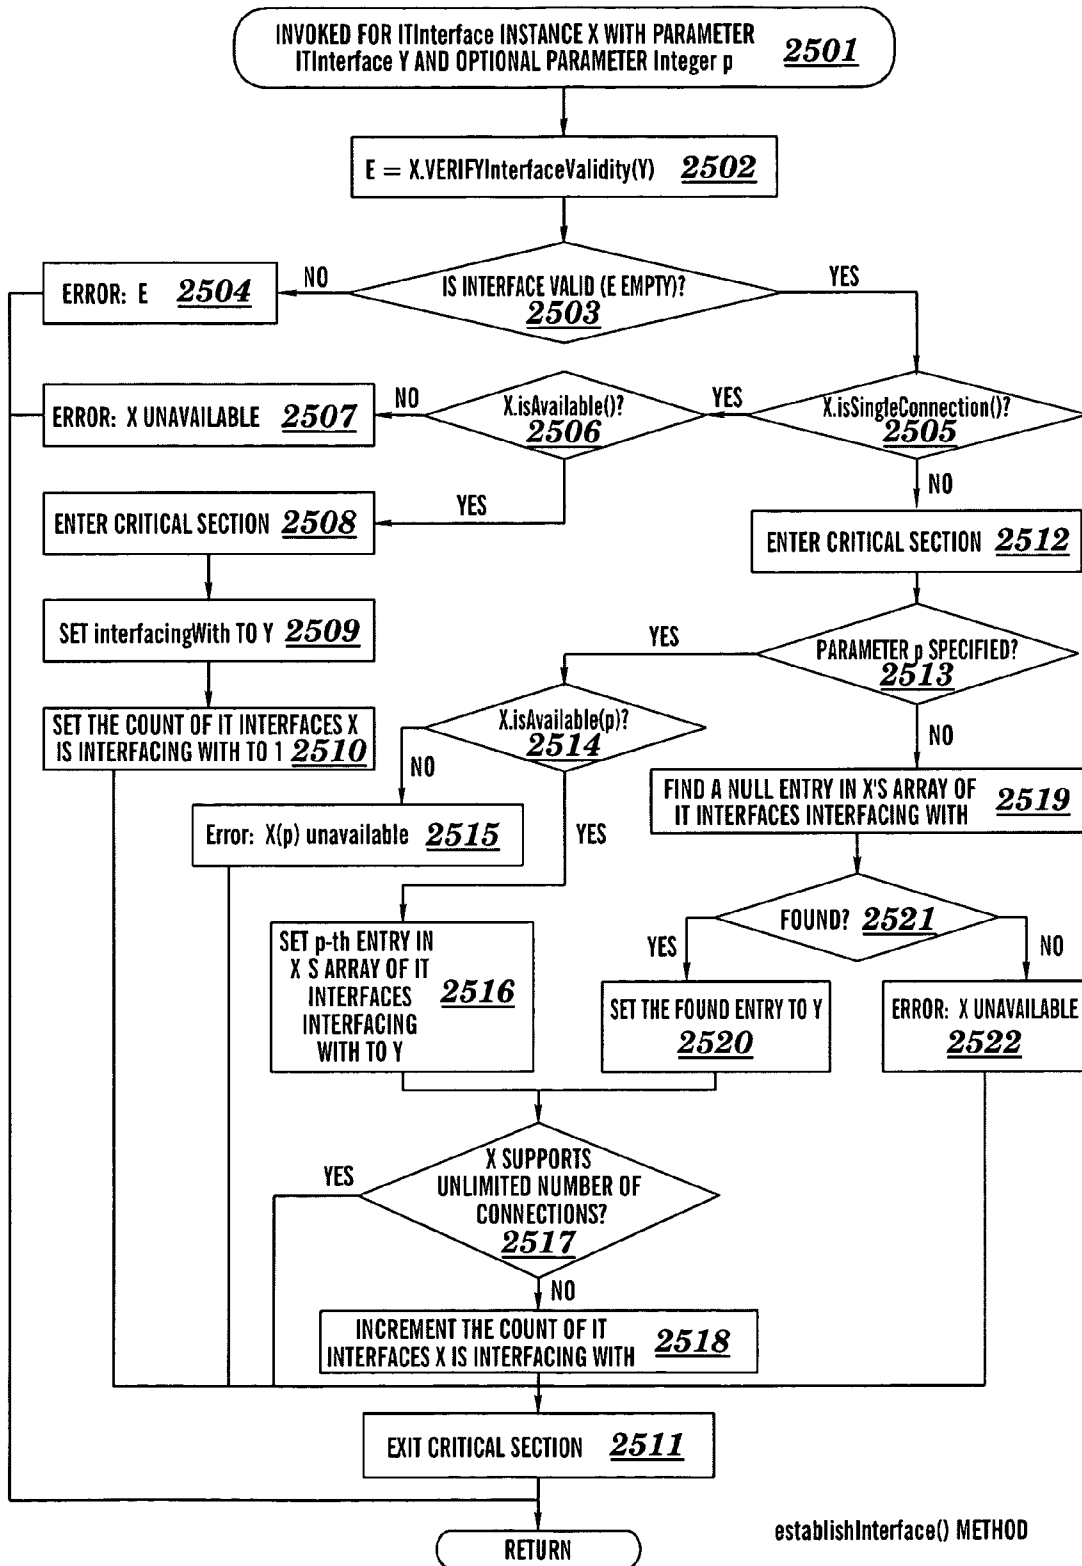 INVOKED FOR ITInterface INSTANCE X WITH PARAMETER
ITInterface Y AND OPTIONAL PARAMETER Integer p
2501
E = X.VERIFYInterfaceValidity(Y) 2502
IS INTERFACE VALID (E EMPTY)?
2503
NO
YES
ERROR: E 2504
X.isSingleConnection()?
2505
YES
NO
X.isAvailable()?
2506
NO
YES
ERROR: X UNAVAILABLE 2507
ENTER CRITICAL SECTION 2508
SET interfacingWith TO Y 2509
SET THE COUNT OF IT INTERFACES X
IS INTERFACING WITH TO 1 2510
ENTER CRITICAL SECTION 2512
PARAMETER p SPECIFIED?
2513
YES
NO
X.isAvailable(p)?
2514
NO
YES
Error: X(p) unavailable 2515
SET p-th ENTRY IN
X S ARRAY OF IT
INTERFACES
INTERFACING
WITH TO Y
2516
FIND A NULL ENTRY IN X'S ARRAY OF
IT INTERFACES INTERFACING WITH
2519
FOUND? 2521
YES
NO
SET THE FOUND ENTRY TO Y
2520
ERROR: X UNAVAILABLE
2522
X SUPPORTS
UNLIMITED NUMBER OF
CONNECTIONS?
2517
YES
NO
INCREMENT THE COUNT OF IT
INTERFACES X IS INTERFACING WITH
2518
EXIT CRITICAL SECTION 2511
RETURN
establishInterface() METHOD